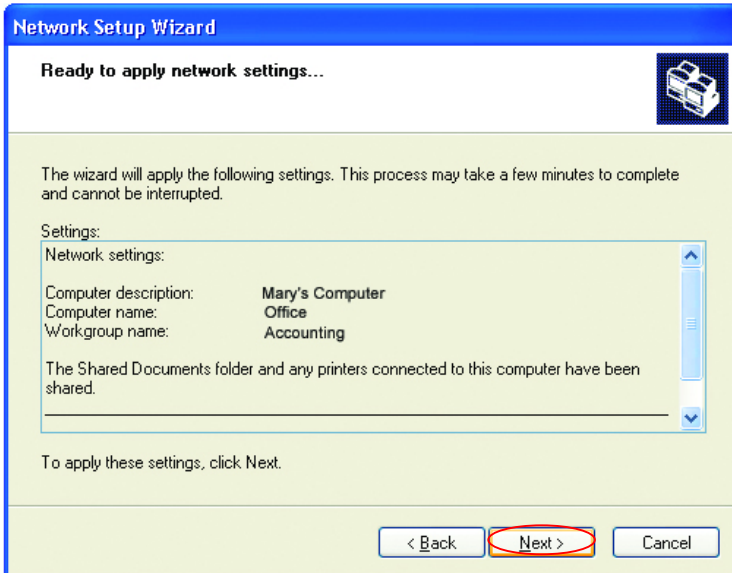 Network Setup Wizard
Ready to apply network settings...
The wizard will apply the following settings. This process may take a few minutes to complete
and cannot be interrupted.
Settings:
Network settings:
Computer description: Mary's Computer
Computer name: Office
Workgroup name: Accounting
The Shared Documents folder and any printers connected to this computer have been
shared.
To apply these settings, click Next.
< Back Next > Cancel